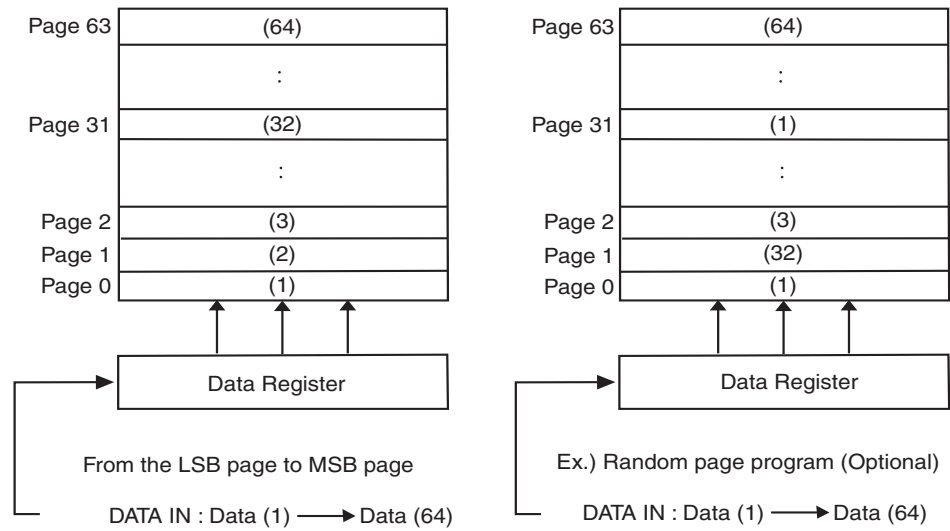 Page 63 (64)
:
Page 31 (32)
:
Page 2 (3)
Page 1 (2)
Page 0 (1)
Data Register
From the LSB page to MSB page
DATA IN : Data (1) → Data (64)
Page 63 (64)
:
Page 31 (1)
:
Page 2 (3)
Page 1 (32)
Page 0 (1)
Data Register
Ex.) Random page program (Optional)
DATA IN : Data (1) → Data (64)